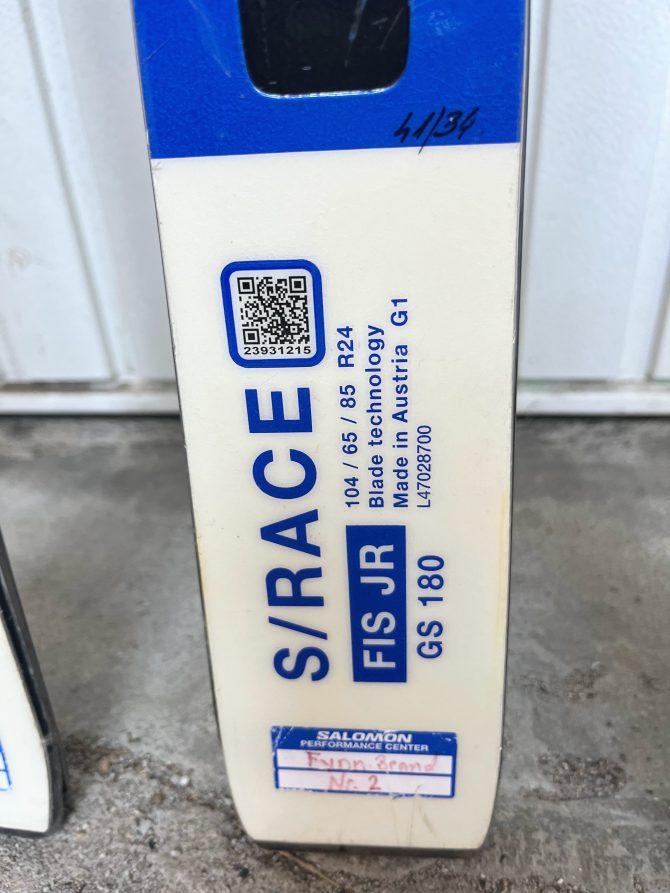 41/34.
23931215
S/RACE
104 / 65 / 85 R24
Blade technology
Made in Austria G1
L47028700
FIS JR
GS 180
SALOMON
PERFORMANCE CENTER
Fynn Brand
Nr. 2